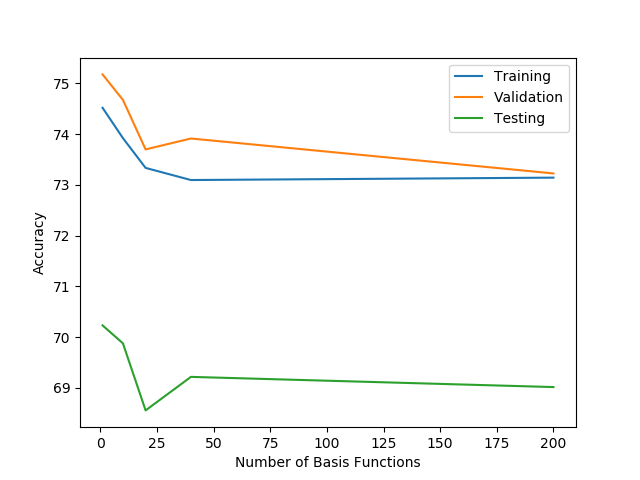 Training
Validation
Testing
75
74
73
72
71
70
69
Accuracy
0 25 50 75 100 125 150 175 200
Number of Basis Functions